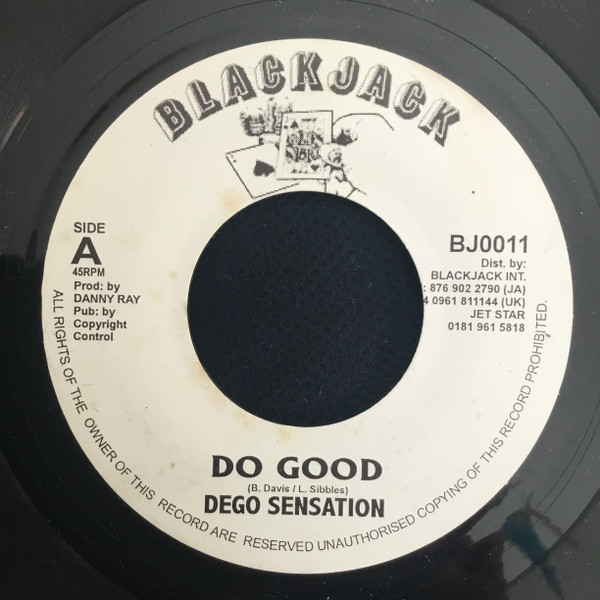 BLACKJACK
SIDE
A
45RPM
Prod: by
DANNY RAY
Pub: by
Copyright
Control
BJ0011
Dist. by:
BLACKJACK INT.
: 876 902 2790 (JA)
4 0961 811144 (UK)
JET STAR
0181 961 5818
DO GOOD
(B. Davis / L. Sibbles)
DEGO SENSATION
ALL RIGHTS OF THE OWNER OF THIS RECORD ARE RESERVED UNAUTHORISED COPYING OF THIS RECORD PROHIBITED.